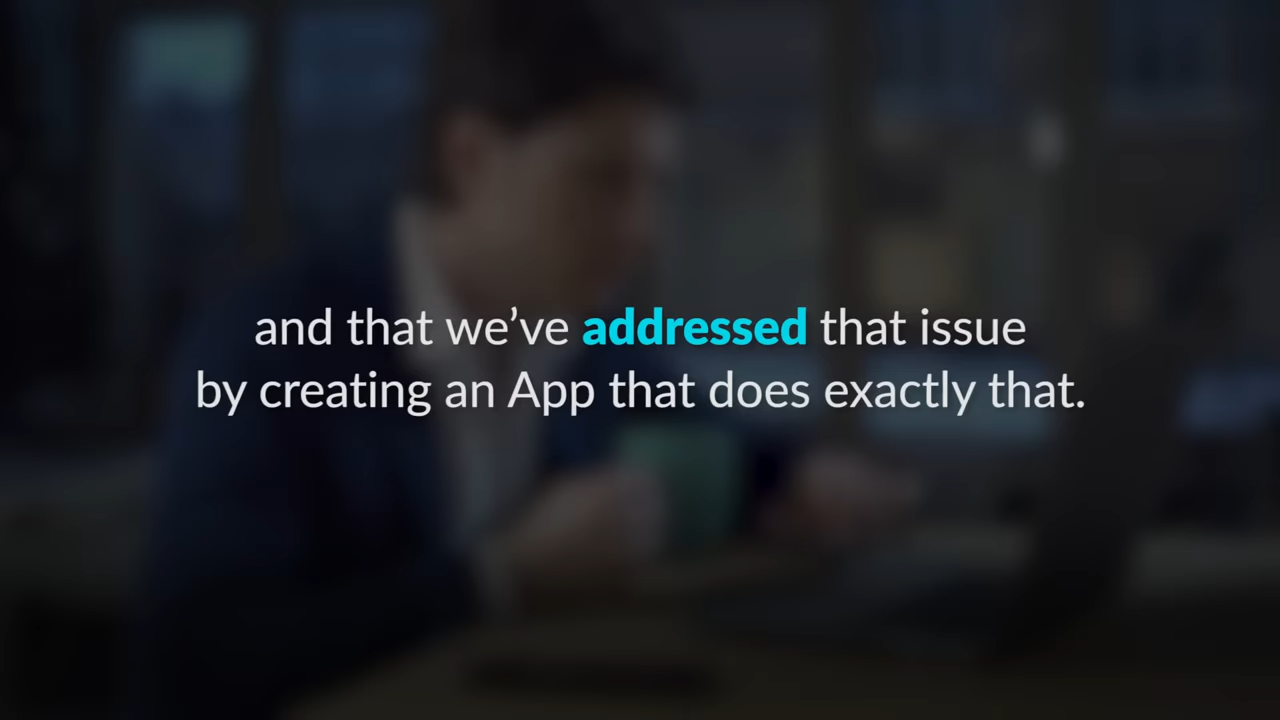 and that we’ve addressed that issue
by creating an App that does exactly that.